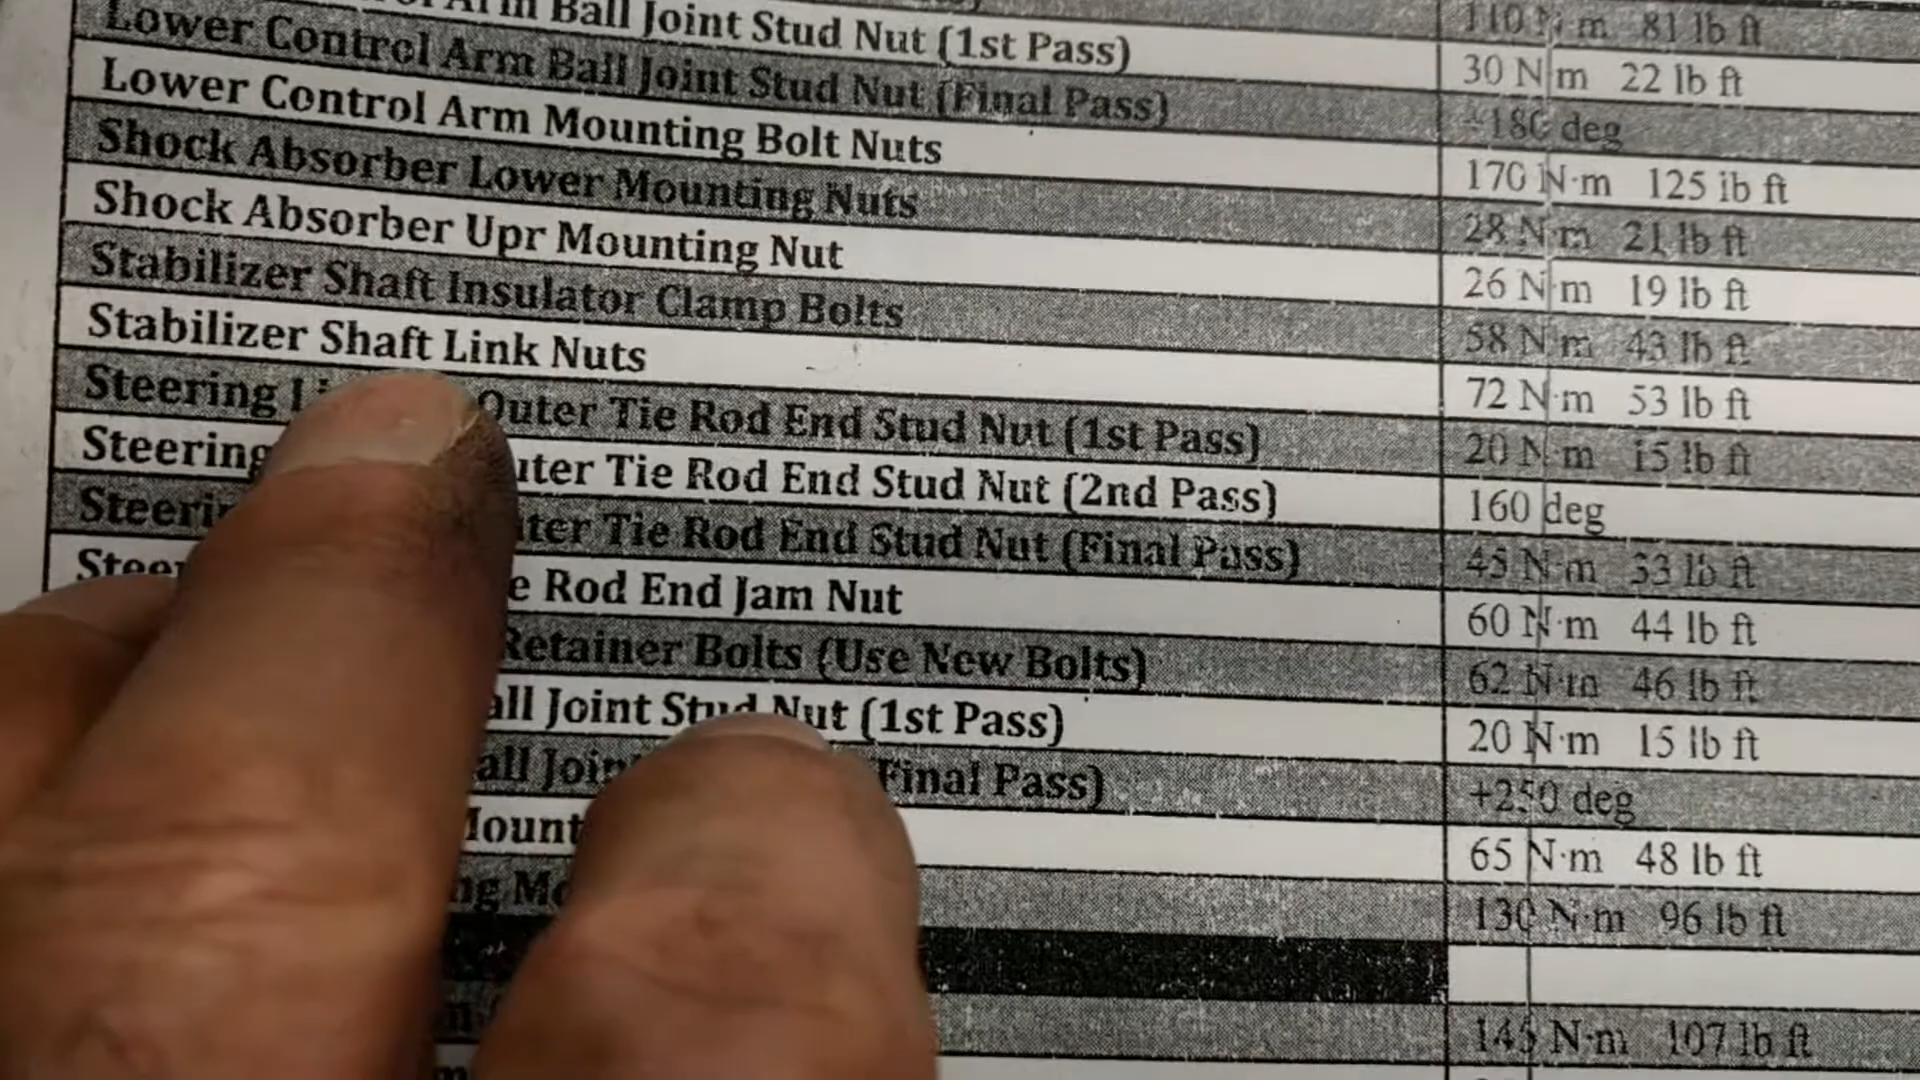 Arm Ball Joint Stud Nut (1st Pass) 110 N·m 81 lb ft
Lower Control Arm Ball Joint Stud Nut (Final Pass) 30 N·m 22 lb ft
Lower Control Arm Mounting Bolt Nuts +180 deg
Shock Absorber Lower Mounting Nuts 170 N·m 125 lb ft
Shock Absorber Upr Mounting Nut 28 N·m 21 lb ft
Stabilizer Shaft Insulator Clamp Bolts 26 N·m 19 lb ft
Stabilizer Shaft Link Nuts 58 N·m 43 lb ft
Steering Outer Tie Rod End Stud Nut (1st Pass) 72 N·m 53 lb ft
Steering uter Tie Rod End Stud Nut (2nd Pass) 20 N·m 15 lb ft
Steerin uter Tie Rod End Stud Nut (Final Pass) 160 deg
Steer e Rod End Jam Nut 45 N·m 33 lb ft
Retainer Bolts (Use New Bolts) 60 N·m 44 lb ft
all Joint Stud Nut (1st Pass) 62 N·m 46 lb ft
all Join Final Pass) 20 N·m 15 lb ft
Mount +250 deg
ng Mo 65 N·m 48 lb ft
130 N·m 96 lb ft
145 N·m 107 lb ft